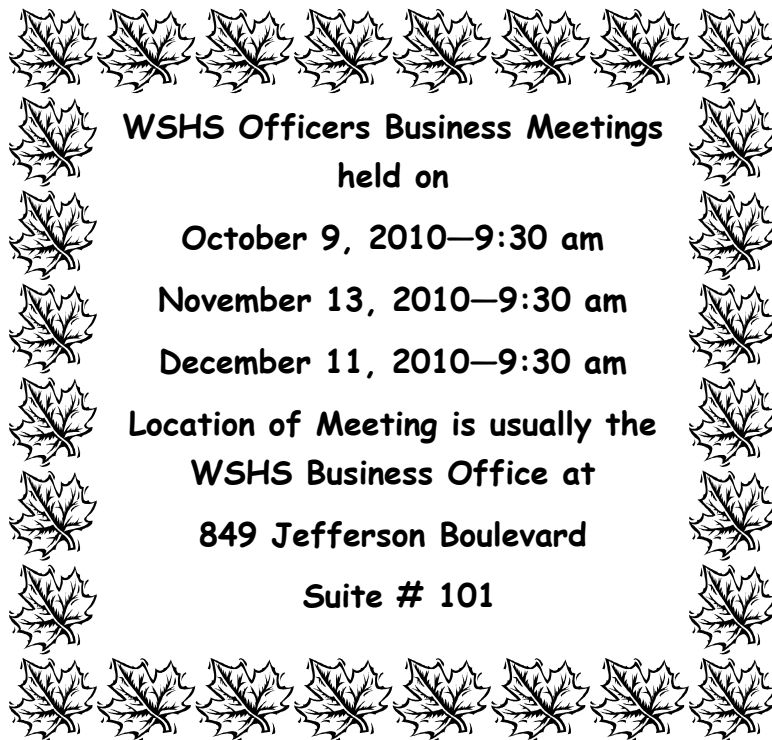 WSHS Officers Business Meetings
held on
October 9, 2010—9:30 am
November 13, 2010—9:30 am
December 11, 2010—9:30 am
Location of Meeting is usually the
WSHS Business Office at
849 Jefferson Boulevard
Suite # 101